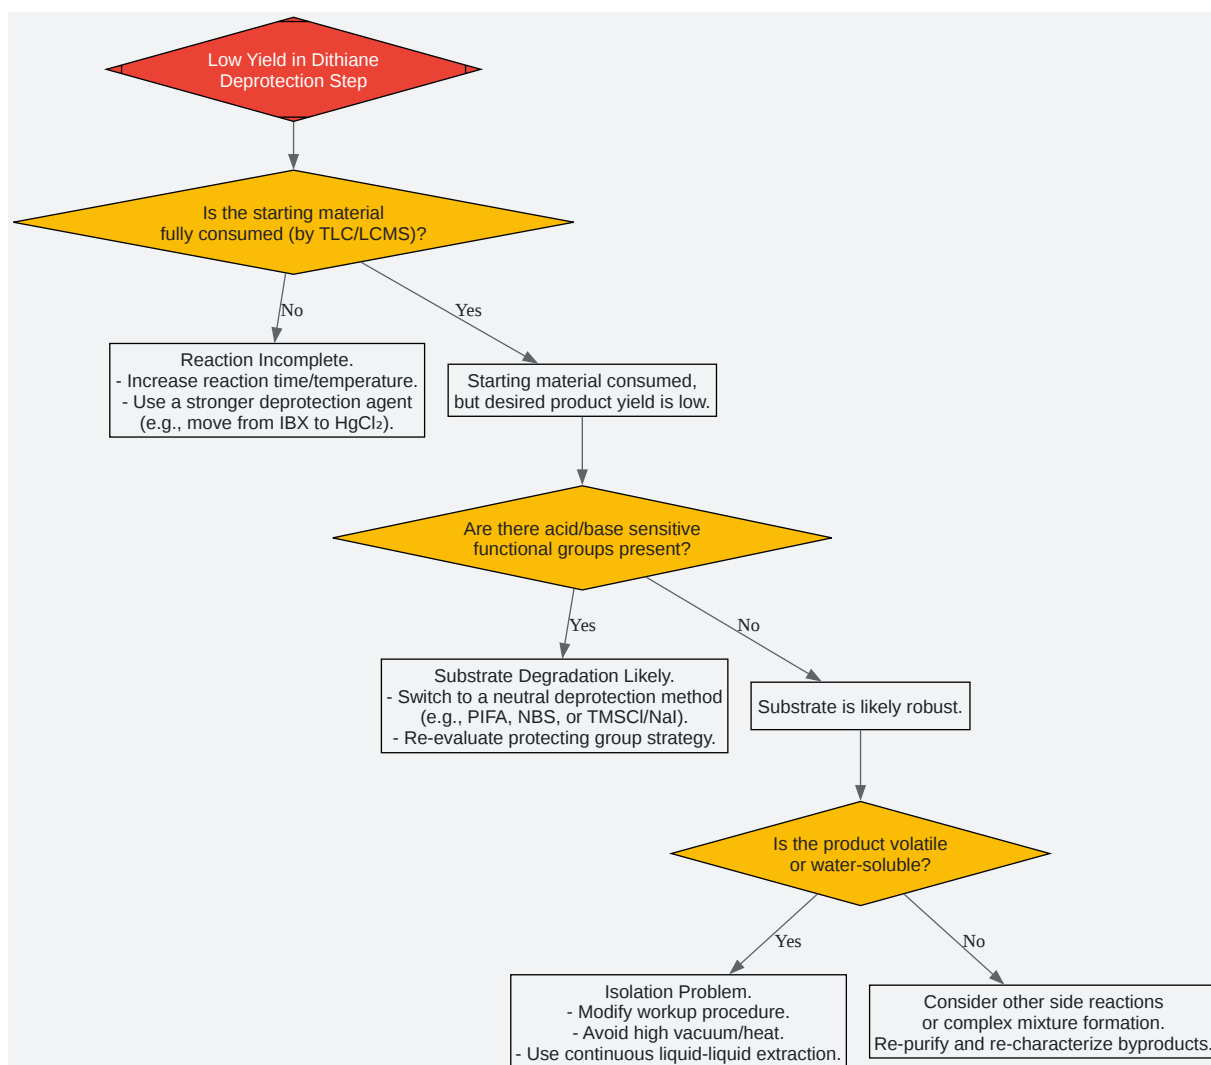 Low Yield in Dithiane
Deprotection Step
Is the starting material
fully consumed (by TLC/LCMS)?
No
Yes
Reaction Incomplete.
- Increase reaction time/temperature.
- Use a stronger deprotection agent
(e.g., move from IBX to HgCl₂).
Starting material consumed,
but desired product yield is low.
Are there acid/base sensitive
functional groups present?
Yes
No
Substrate Degradation Likely.
- Switch to a neutral deprotection method
(e.g., PIFA, NBS, or TMSCl/NaI).
- Re-evaluate protecting group strategy.
Substrate is likely robust.
Is the product volatile
or water-soluble?
Yes
No
Isolation Problem.
- Modify workup procedure.
- Avoid high vacuum/heat.
- Use continuous liquid-liquid extraction.
Consider other side reactions
or complex mixture formation.
Re-purify and re-characterize byproducts.